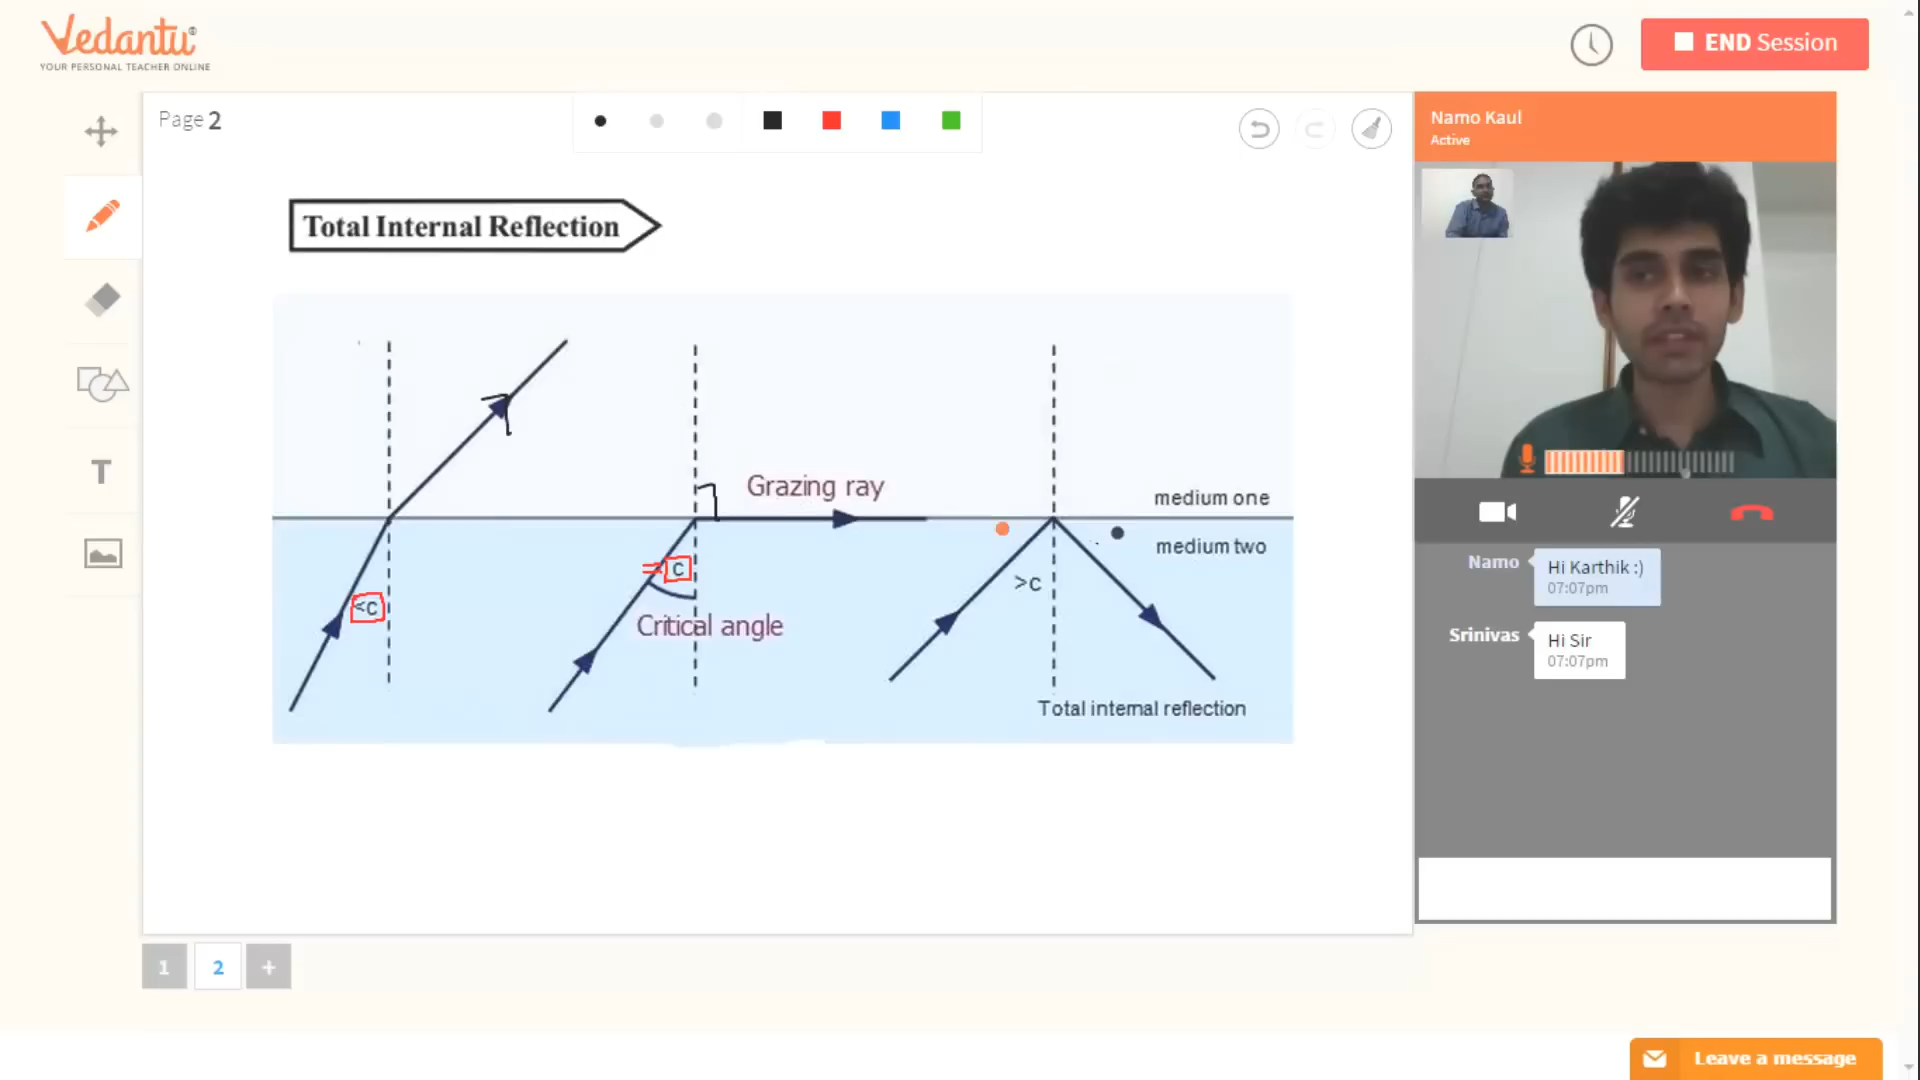 Vedantu®
YOUR PERSONAL TEACHER ONLINE
END Session
Page 2
Namo Kaul
Active
Total Internal Reflection
Grazing ray
medium one
medium two
= c
<c
>c
Critical angle
Total internal reflection
Namo
Hi Karthik :)
07:07pm
Srinivas
Hi Sir
07:07pm
T
1
2
+
Leave a message